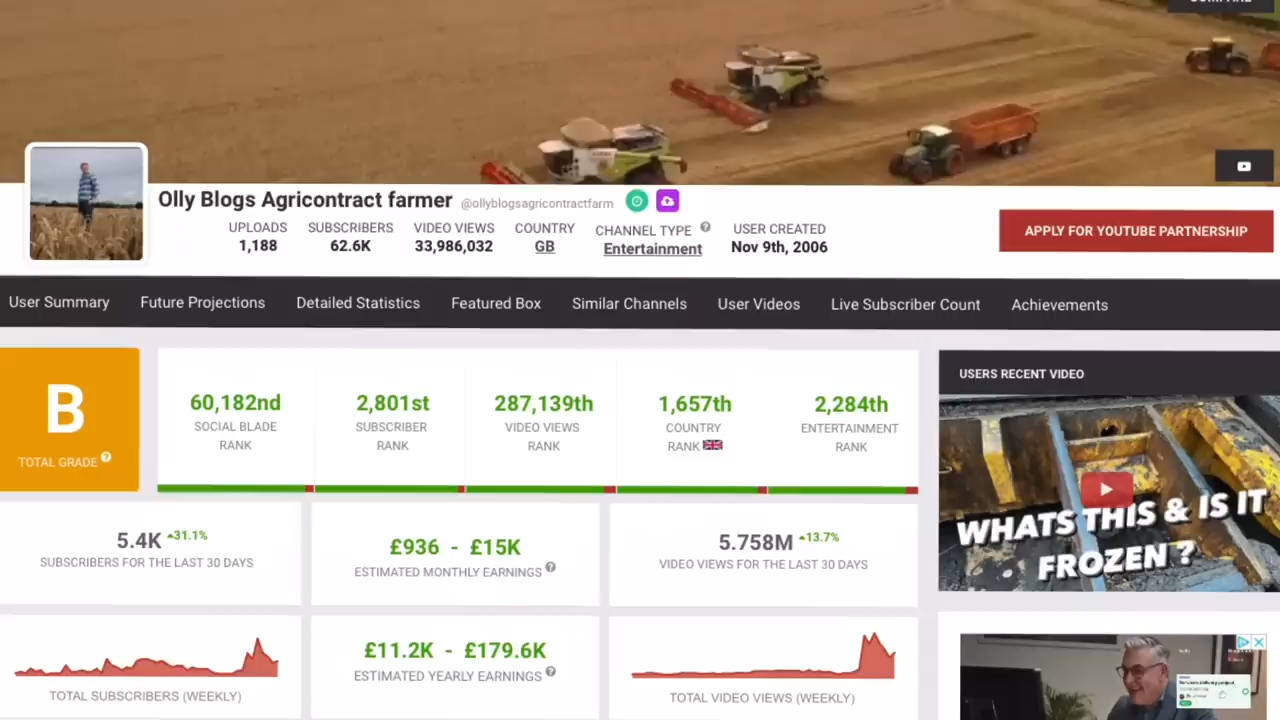 Olly Blogs Agricontract farmer @ollyblogsagricontractfarm
UPLOADS SUBSCRIBERS VIDEO VIEWS COUNTRY CHANNEL TYPE USER CREATED
1,188 62.6K 33,986,032 GB Entertainment Nov 9th, 2006
APPLY FOR YOUTUBE PARTNERSHIP
User Summary Future Projections Detailed Statistics Featured Box Similar Channels User Videos Live Subscriber Count Achievements
B
TOTAL GRADE
60,182nd
SOCIAL BLADE
RANK
2,801st
SUBSCRIBER
RANK
287,139th
VIDEO VIEWS
RANK
1,657th
COUNTRY
RANK
2,284th
ENTERTAINMENT
RANK
USERS RECENT VIDEO
WHATS THIS & IS IT
FROZEN ?
5.4K 31.1%
SUBSCRIBERS FOR THE LAST 30 DAYS
£936 - £15K
ESTIMATED MONTHLY EARNINGS
5.758M 13.7%
VIDEO VIEWS FOR THE LAST 30 DAYS
TOTAL SUBSCRIBERS (WEEKLY)
£11.2K - £179.6K
ESTIMATED YEARLY EARNINGS
TOTAL VIDEO VIEWS (WEEKLY)